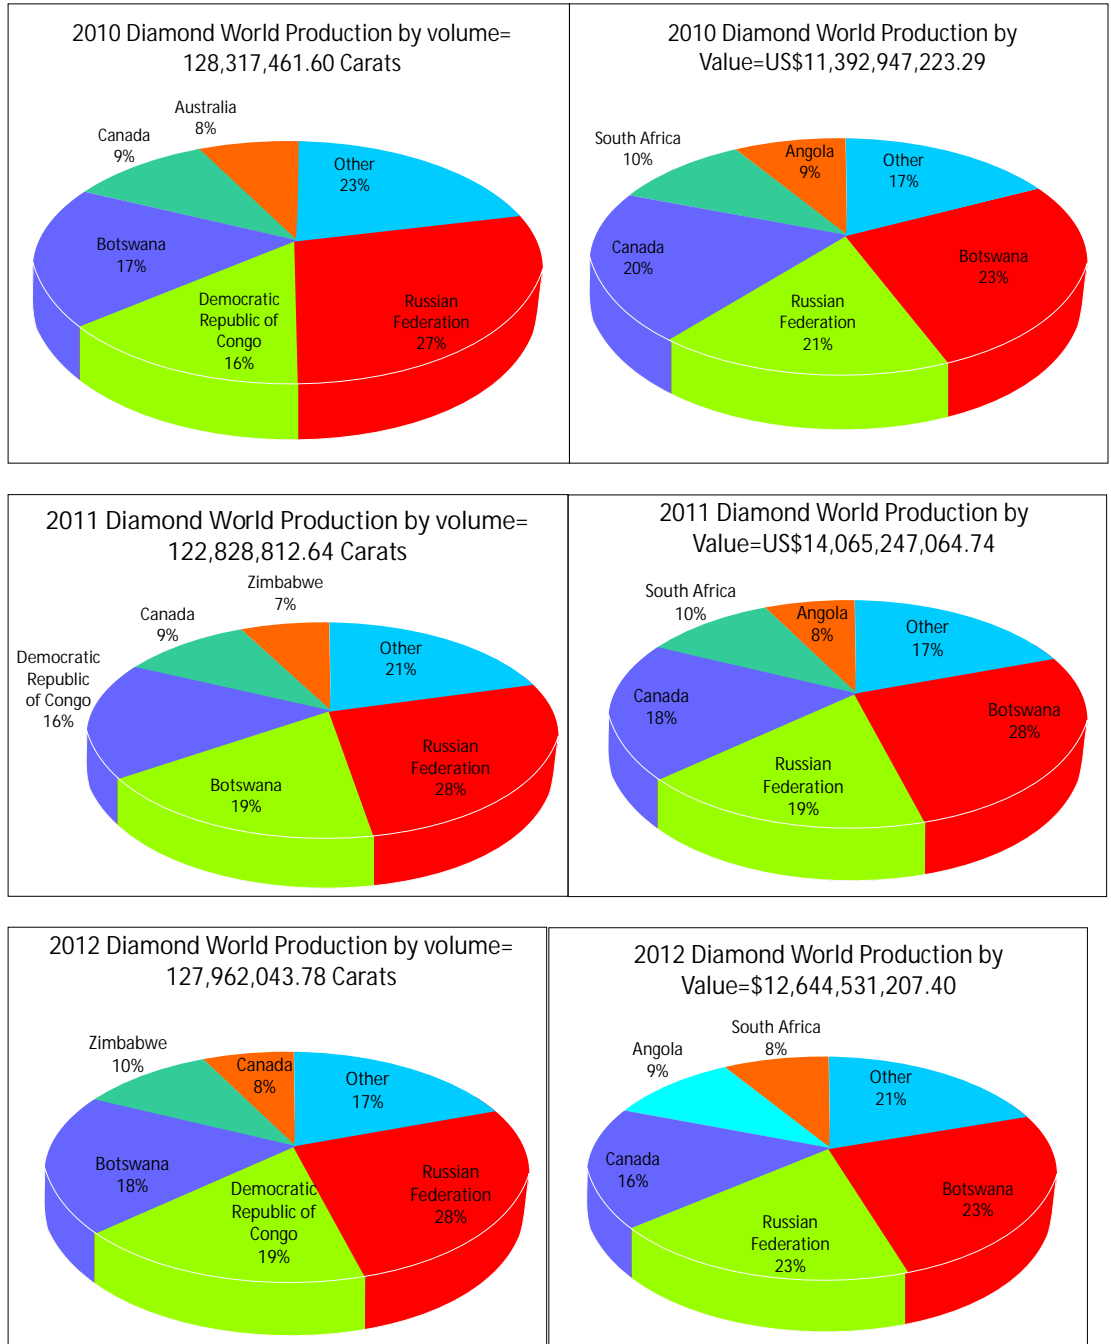 2010 Diamond World Production by volume=
128,317,461.60 Carats
Australia
8%
Canada
9%
Other
23%
Botswana
17%
Democratic
Republic of
Congo
16%
Russian
Federation
27%
2010 Diamond World Production by
Value=US$11,392,947,223.29
South Africa
10%
Angola
9%
Other
17%
Canada
20%
Botswana
23%
Russian
Federation
21%
2011 Diamond World Production by volume=
122,828,812.64 Carats
Zimbabwe
7%
Canada
9%
Other
21%
Democratic
Republic
of Congo
16%
Russian
Federation
28%
Botswana
19%
2011 Diamond World Production by
Value=US$14,065,247,064.74
South Africa
10%
Angola
8%
Other
17%
Canada
18%
Botswana
28%
Russian
Federation
19%
2012 Diamond World Production by volume=
127,962,043.78 Carats
Zimbabwe
10%
Canada
8%
Other
17%
Botswana
18%
Democratic
Republic of
Congo
19%
Russian
Federation
28%
2012 Diamond World Production by
Value=$12,644,531,207.40
South Africa
8%
Angola
9%
Other
21%
Canada
16%
Botswana
23%
Russian
Federation
23%